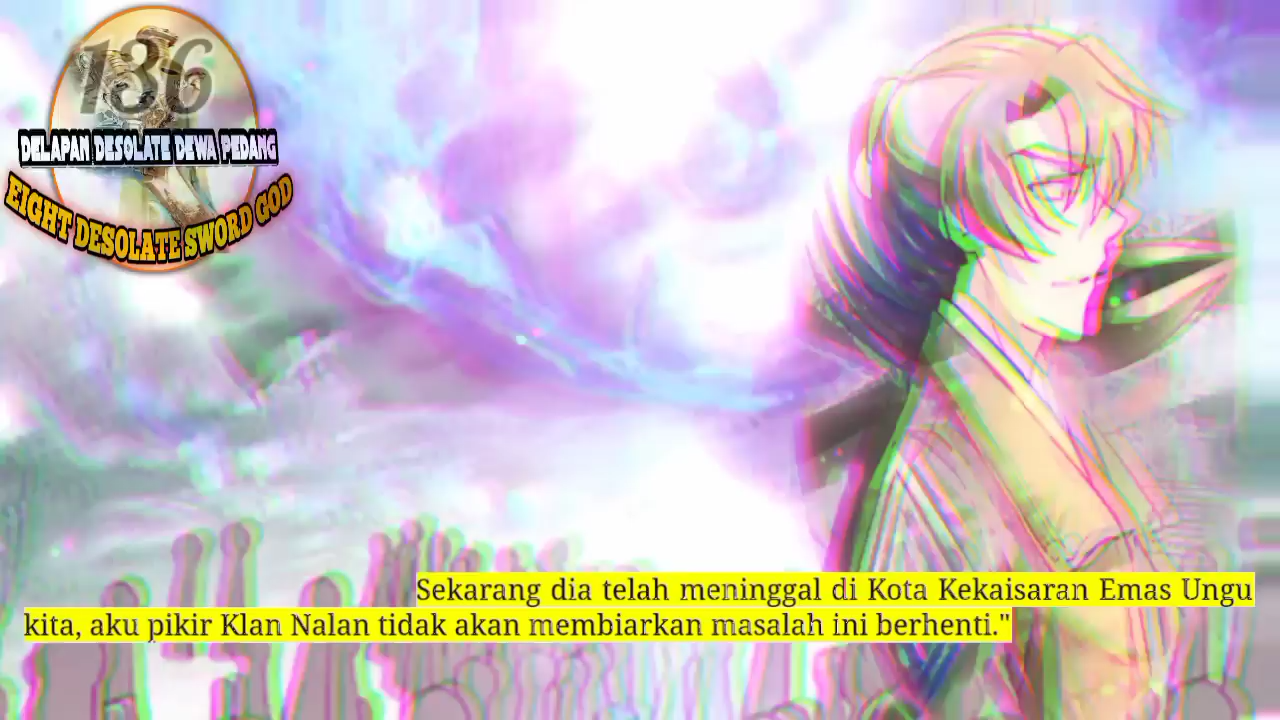 136
DELAPAN DESOLATE DEWA PEDANG
EIGHT DESOLATE SWORD GOD
Sekarang dia telah meninggal di Kota Kekaisaran Emas Ungu
kita, aku pikir Klan Nalan tidak akan membiarkan masalah ini berhenti."